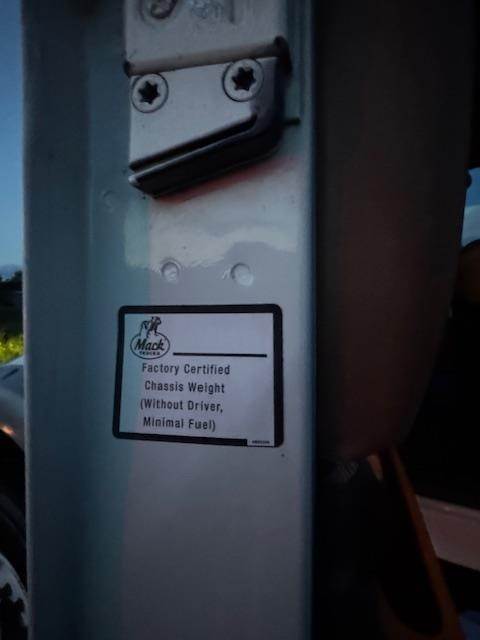 Mack
TRUCKS
Factory Certified
Chassis Weight
(Without Driver,
Minimal Fuel)